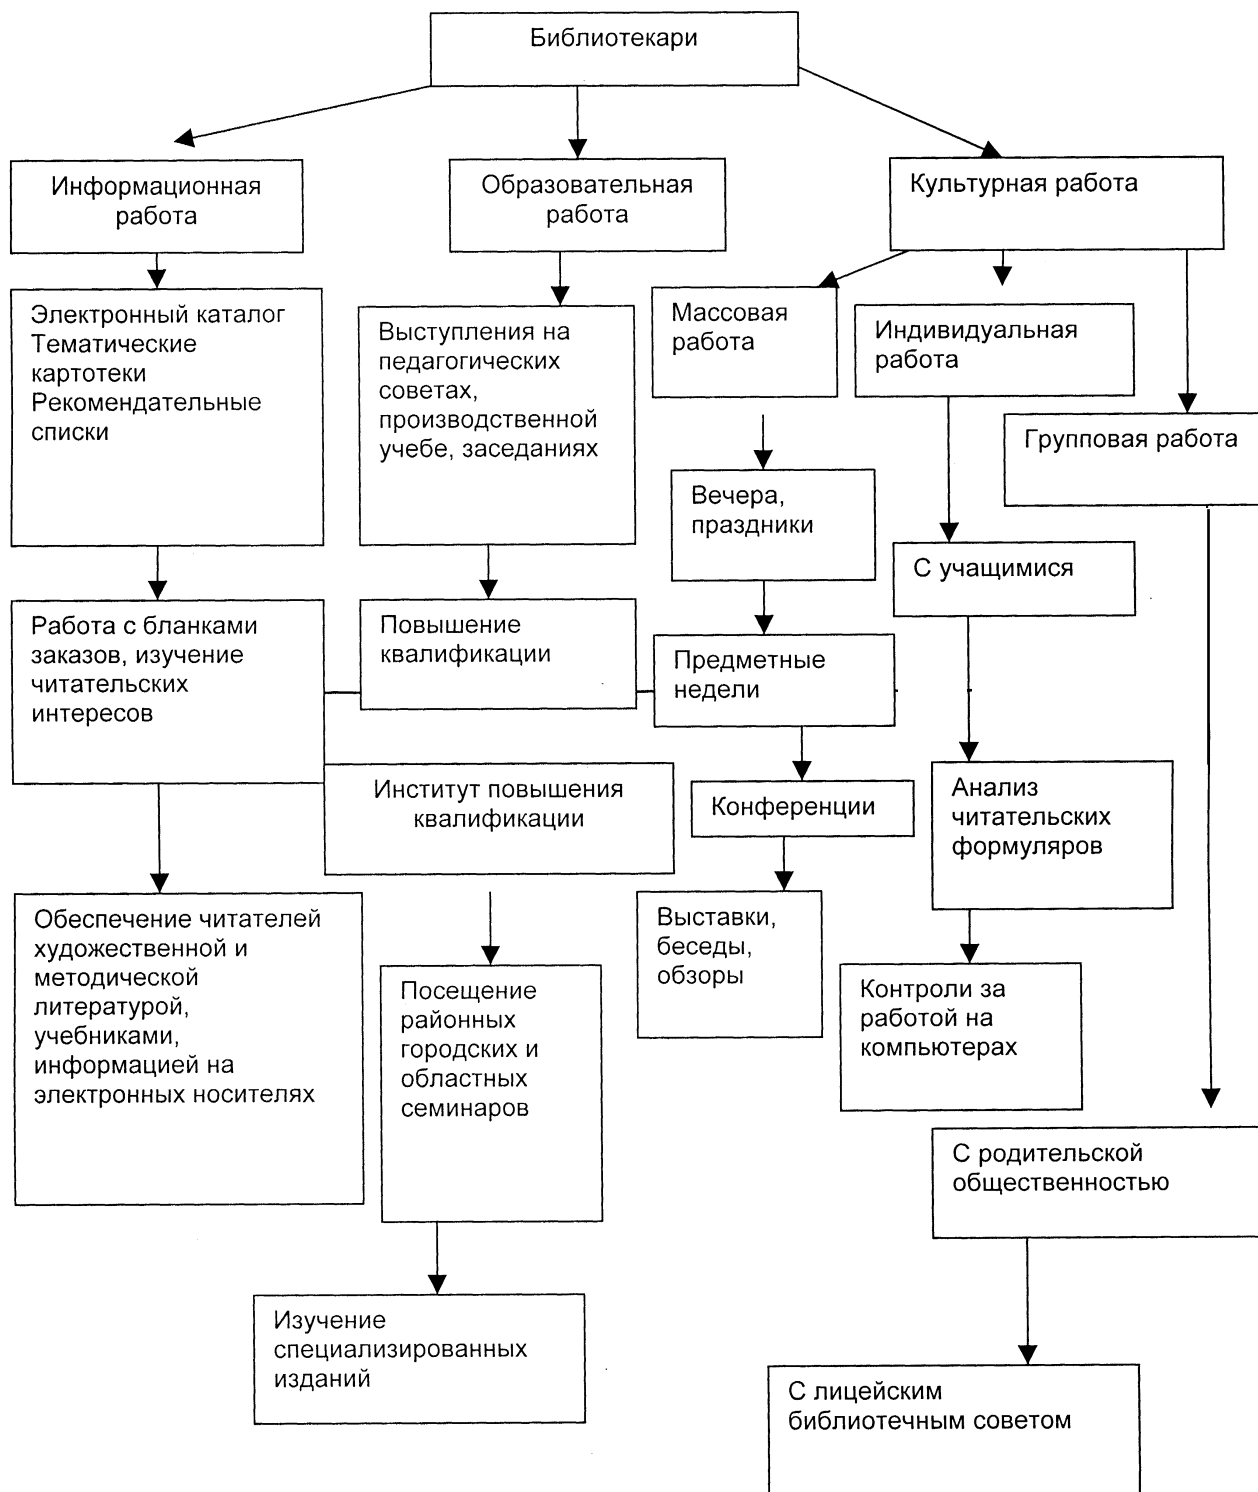 Библиотекари
Информационная
работа
Образовательная
работа
Культурная работа
Электронный каталог
Тематические
картотеки
Рекомендательные
списки
Выступления на
педагогических
советах,
производственной
учебе, заседаниях
Массовая
работа
Индивидуальная
работа
Групповая работа
Вечера,
праздники
С учащимися
Работа с бланками
заказов, изучение
читательских
интересов
Повышение
квалификации
Предметные
недели
Институт повышения
квалификации
Конференции
Анализ
читательских
формуляров
Обеспечение читателей
художественной и
методической
литературой,
учебниками,
информацией на
электронных носителях
Выставки,
беседы,
обзоры
Посещение
районных
городских и
областных
семинаров
Контроли за
работой на
компьютерах
С родительской
общественностью
Изучение
специализированных
изданий
С лицейским
библиотечным советом